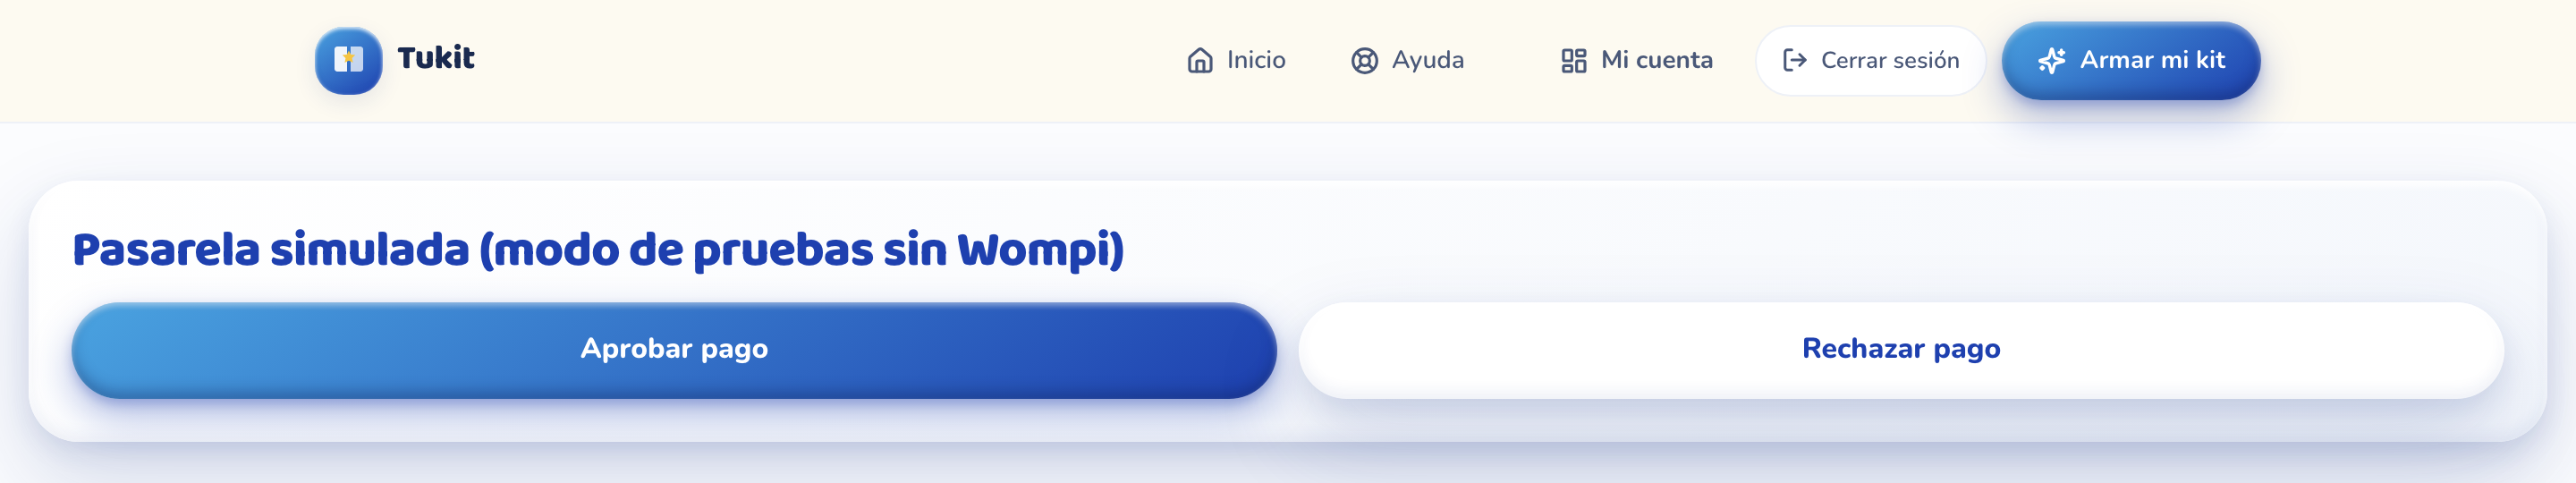 Tukit
Inicio
Ayuda
Mi cuenta
Cerrar sesión
Armar mi kit
Pasarela simulada (modo de pruebas sin Wompi)
Aprobar pago
Rechazar pago